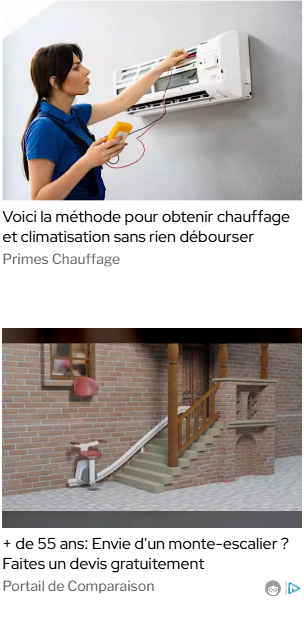 Voici la méthode pour obtenir chauffage
et climatisation sans rien débourser
Primes Chauffage
+ de 55 ans: Envie d'un monte-escalier ?
Faites un devis gratuitement
Portail de Comparaison